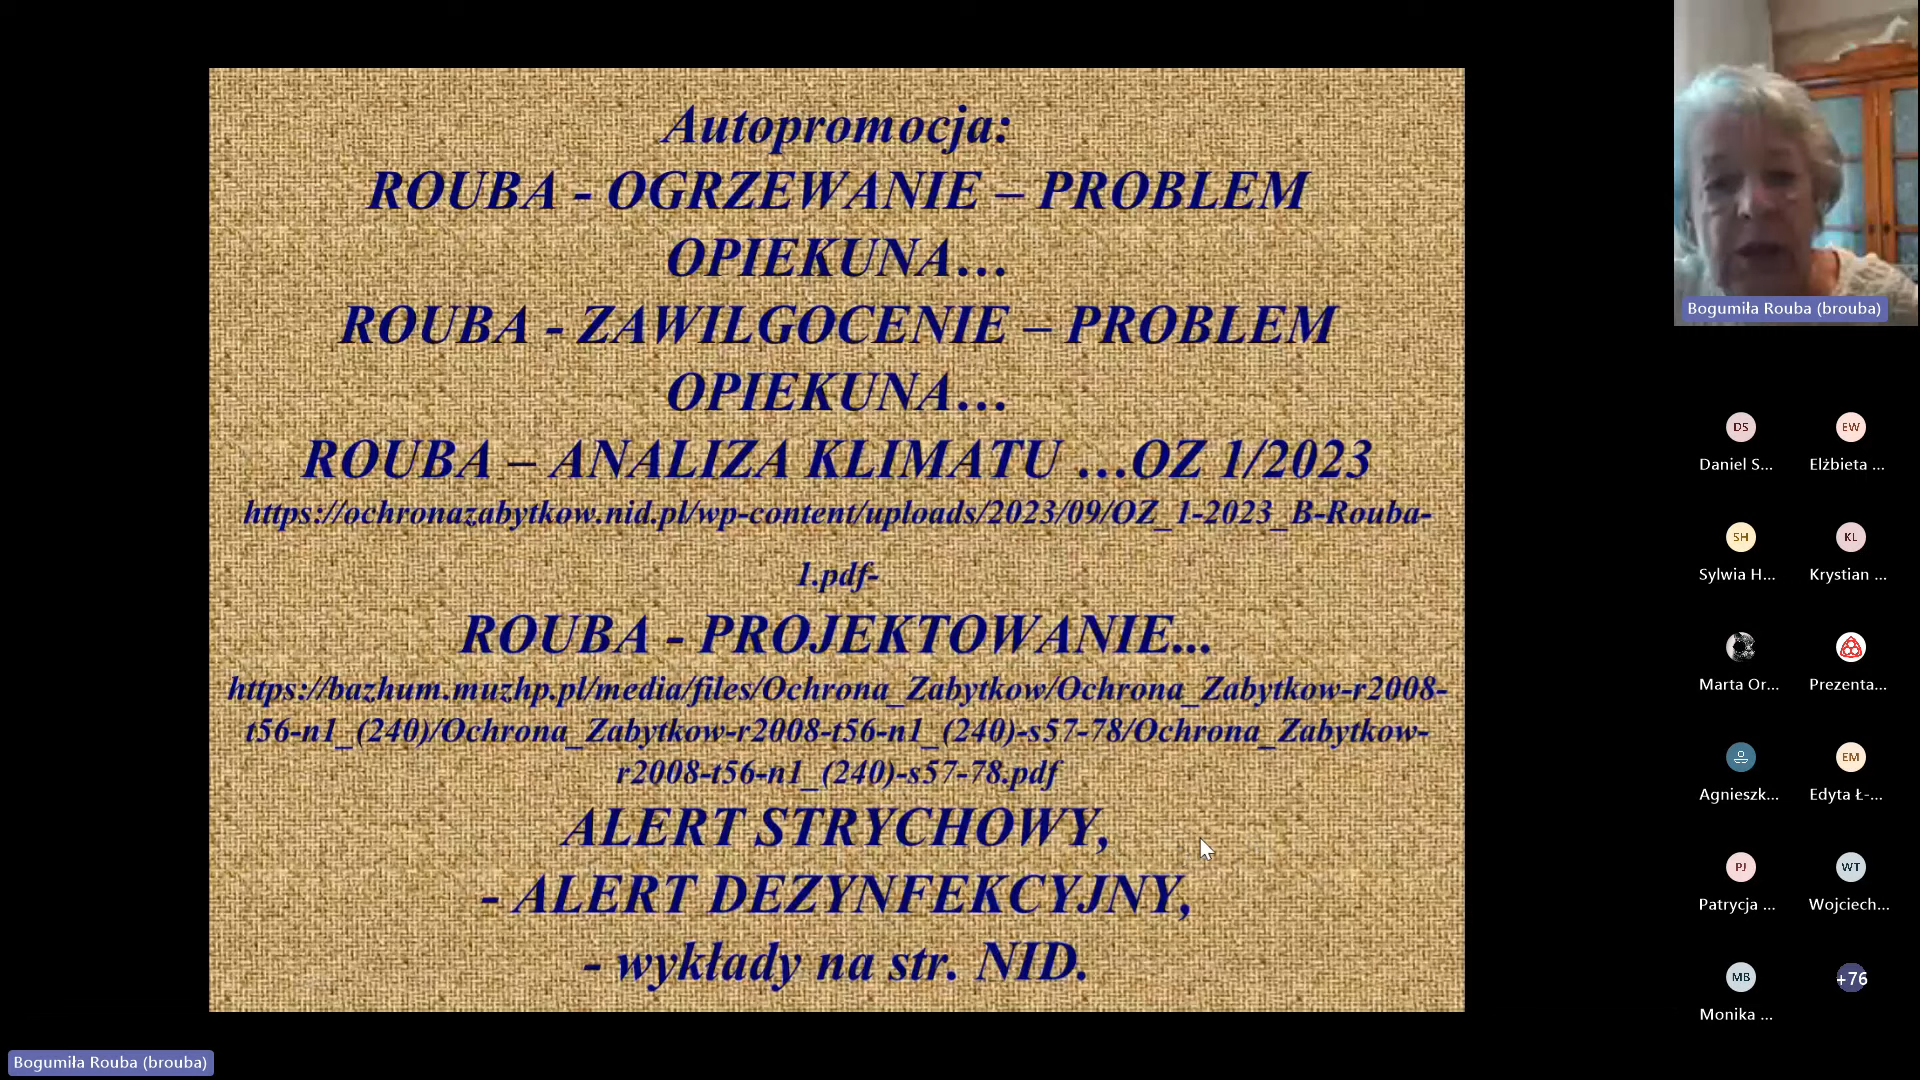 Autopromocja:
ROUBA - OGRZEWANIE – PROBLEM
OPIEKUNA…
ROUBA - ZAWILGOCENIE – PROBLEM
OPIEKUNA…
ROUBA – ANALIZA KLIMATU …OZ 1/2023
https://ochronazabytkow.nid.pl/wp-content/uploads/2023/09/OZ_1-2023_B-Rouba-
1.pdf-
ROUBA - PROJEKTOWANIE...
https://bazhum.muzhp.pl/media/files/Ochrona_Zabytkow/Ochrona_Zabytkow-r2008-
t56-n1_(240)/Ochrona_Zabytkow-r2008-t56-n1_(240)-s57-78/Ochrona_Zabytkow-
r2008-t56-n1_(240)-s57-78.pdf
ALERT STRYCHOWY,
- ALERT DEZYNFEKCYJNY,
- wykłady na str. NID.
Bogumiła Rouba (brouba)
DS
Daniel S...
EW
Elżbieta ...
SH
Sylwia H...
KL
Krystian ...
Marta Or...
Prezenta...
Agnieszk...
EM
Edyta Ł-...
PJ
Patrycja ...
WT
Wojciech...
MB
Monika ...
+76
Bogumiła Rouba (brouba)